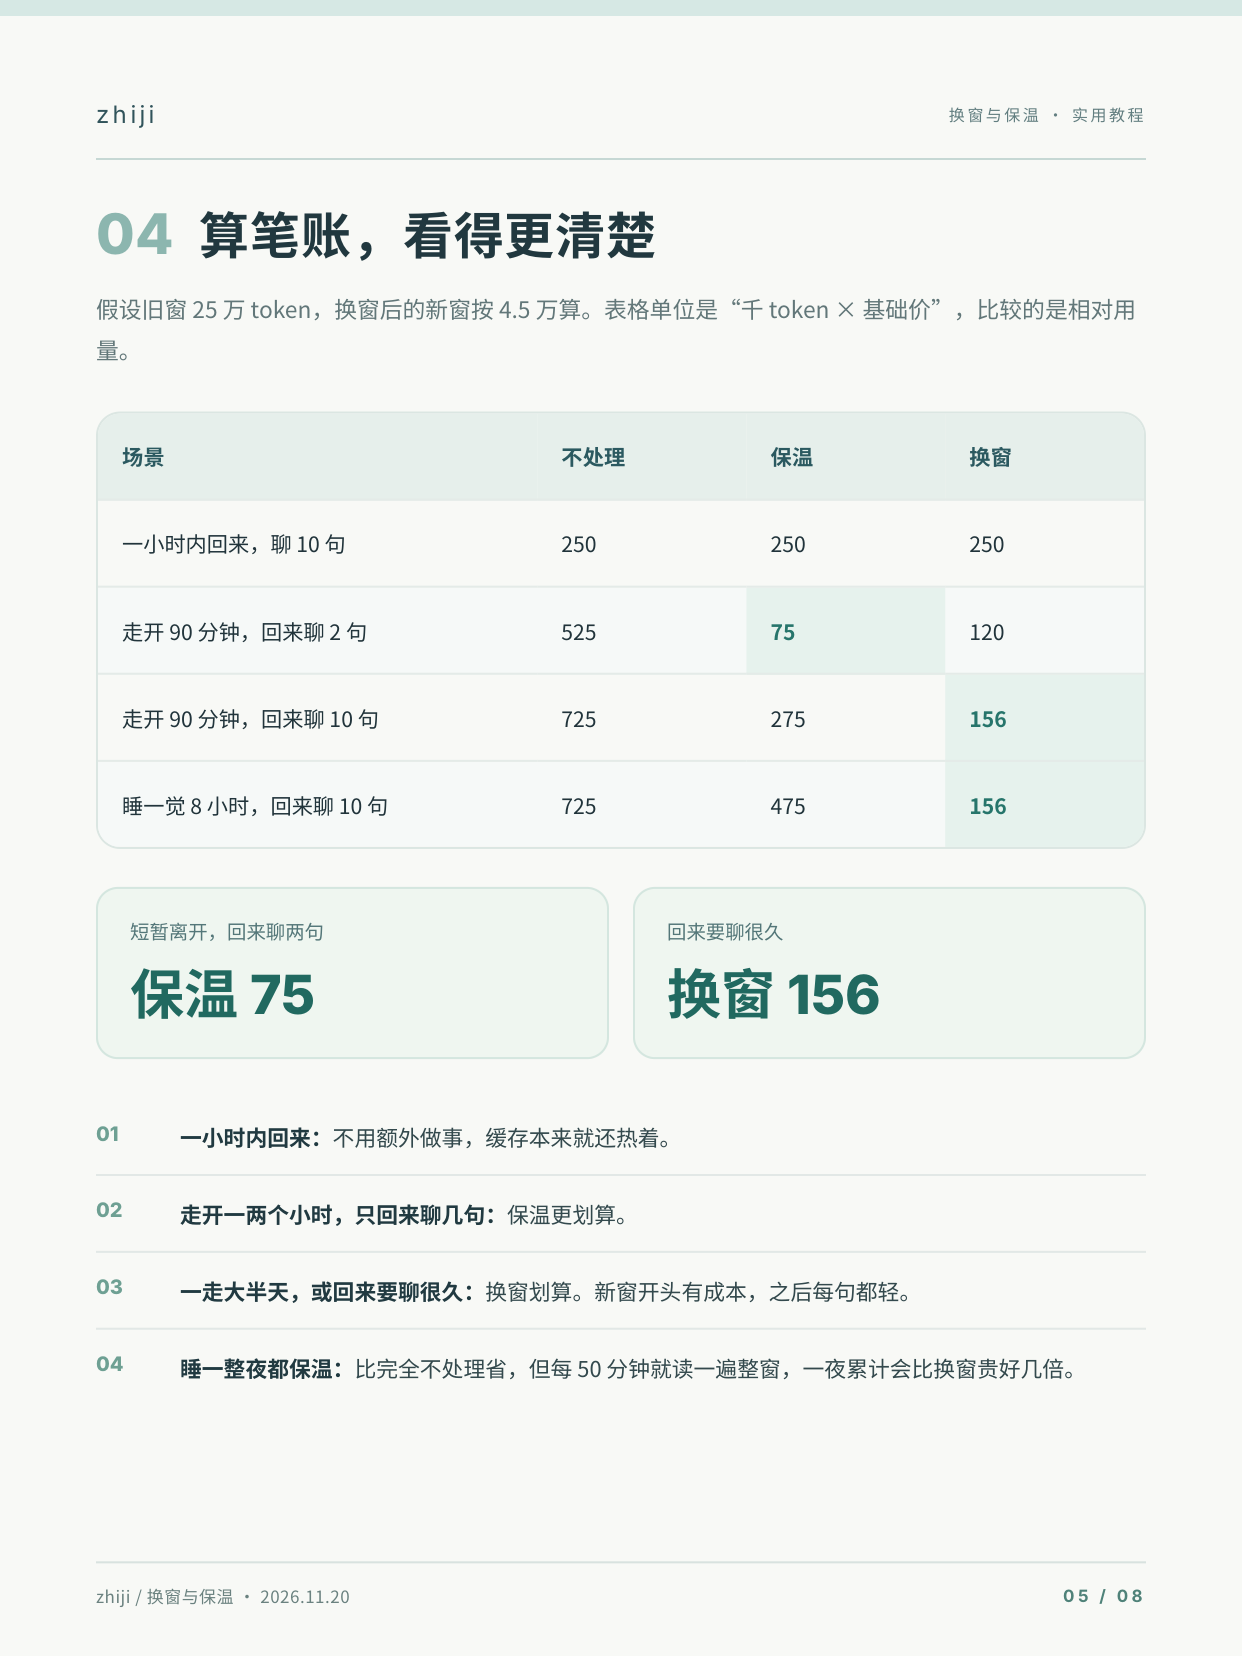 zhiji
换窗与保温 · 实用教程
04 算笔账，看得更清楚
假设旧窗 25 万 token，换窗后的新窗按 4.5 万算。表格单位是“千 token × 基础价”，比较的是相对用
量。
场景 不处理 保温 换窗
一小时内回来，聊 10 句 250 250 250
走开 90 分钟，回来聊 2 句 525 75 120
走开 90 分钟，回来聊 10 句 725 275 156
睡一觉 8 小时，回来聊 10 句 725 475 156
短暂离开，回来聊两句
保温 75
回来要聊很久
换窗 156
01 一小时内回来：不用额外做事，缓存本来就还热着。
02 走开一两个小时，只回来聊几句：保温更划算。
03 一走大半天，或回来要聊很久：换窗划算。新窗开头有成本，之后每句都轻。
04 睡一整夜都保温：比完全不处理省，但每 50 分钟就读一遍整窗，一夜累计会比换窗贵好几倍。
zhiji / 换窗与保温 · 2026.11.20
05 / 08